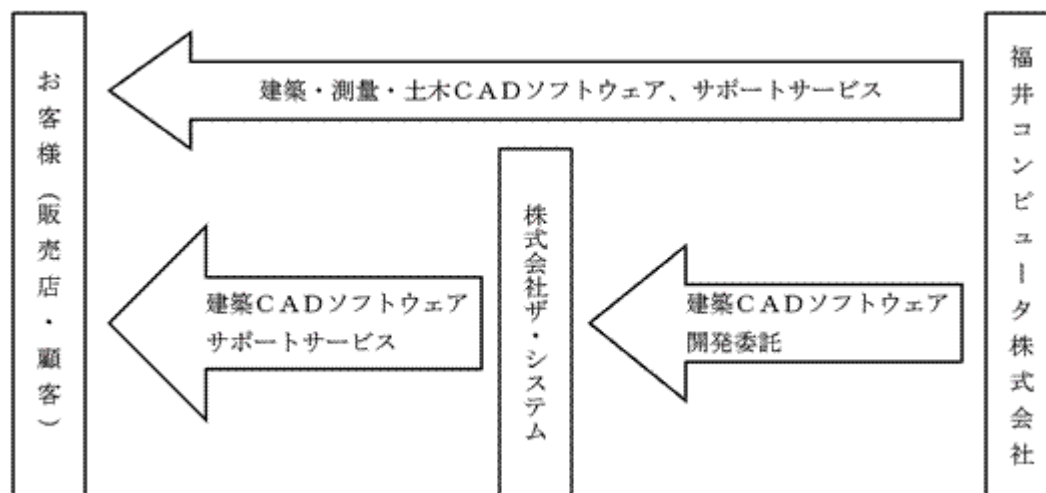 お客様（販売店・顧客）
建築・測量・土木ＣＡＤソフトウェア、サポートサービス
建築ＣＡＤソフトウェア
サポートサービス
株式会社ザ・システム
建築ＣＡＤソフトウェア
開発委託
福井コンピュータ株式会社